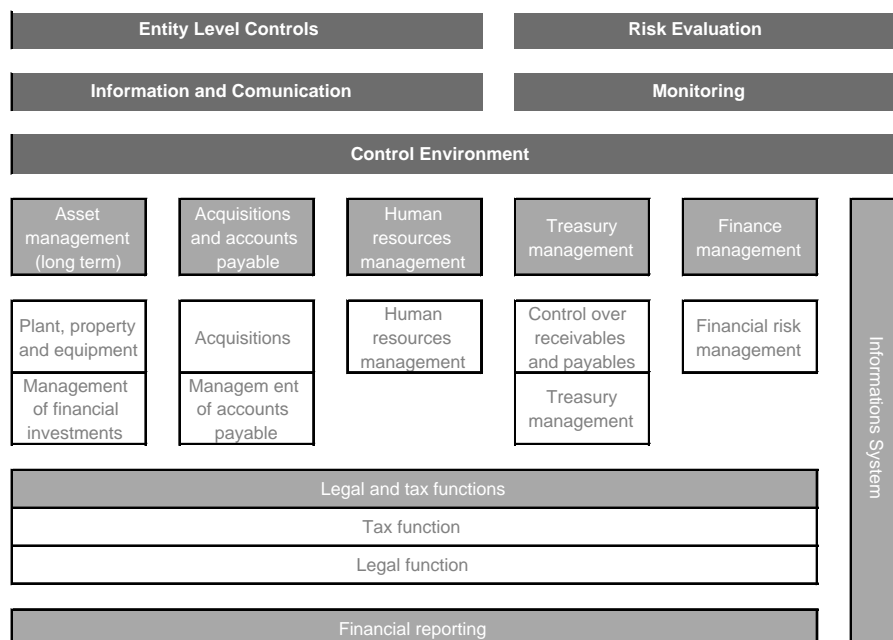 Entity Level Controls
Risk Evaluation
Information and Comunication
Monitoring
Control Environment
Asset
management
(long term)
Acquisitions
and accounts
payable
Human
resources
management
Treasury
management
Finance
management
Plant, property
and equipment
Acquisitions
Human
resources
management
Control over
receivables
and payables
Financial risk
management
Management
of financial
investments
Managem ent
of accounts
payable
Treasury
management
Informations System
Legal and tax functions
Tax function
Legal function
Financial reporting